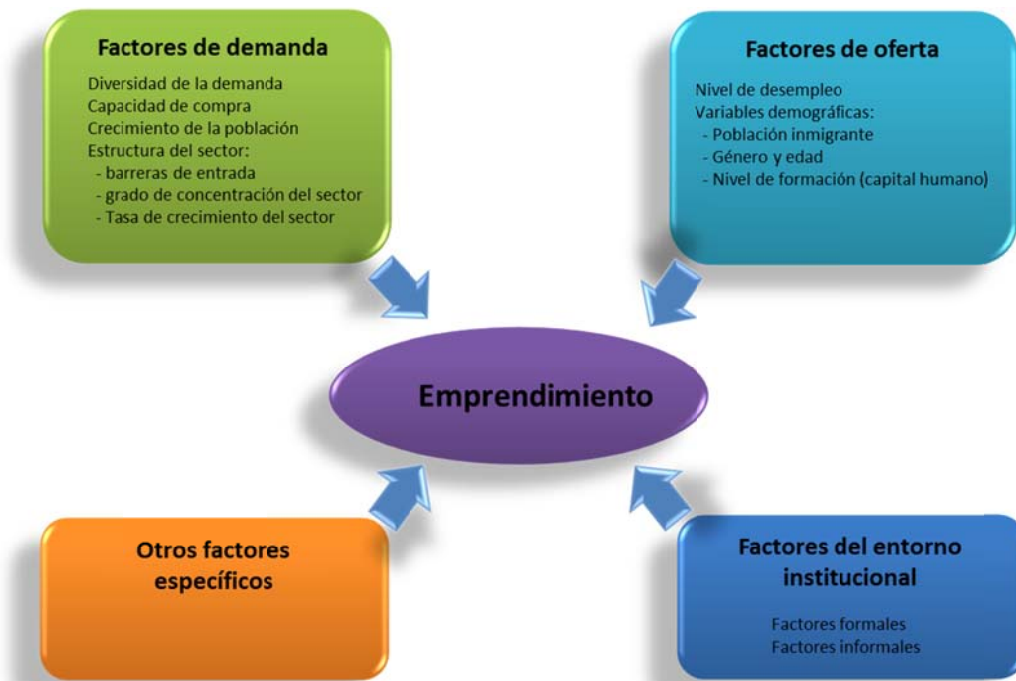 Factores de demanda
Diversidad de la demanda
Capacidad de compra
Crecimiento de la población
Estructura del sector:
- barreras de entrada
- grado de concentración del sector
- Tasa de crecimiento del sector
Factores de oferta
Nivel de desempleo
Variables demográficas:
- Población inmigrante
- Género y edad
- Nivel de formación (capital humano)
Emprendimiento
Otros factores
específicos
Factores del entorno
institucional
Factores formales
Factores informales